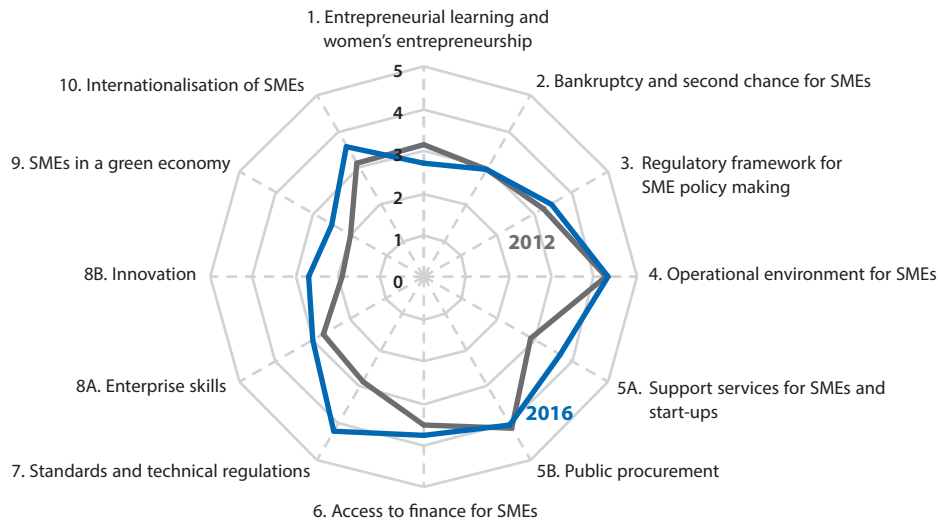 1. Entrepreneurial learning and
women’s entrepreneurship
2. Bankruptcy and second chance for SMEs
3. Regulatory framework for
SME policy making
4. Operational environment for SMEs
5A. Support services for SMEs and
start-ups
5B. Public procurement
6. Access to finance for SMEs
7. Standards and technical regulations
8A. Enterprise skills
8B. Innovation
9. SMEs in a green economy
10. Internationalisation of SMEs
5
4
3
2
1
0
2012
2016